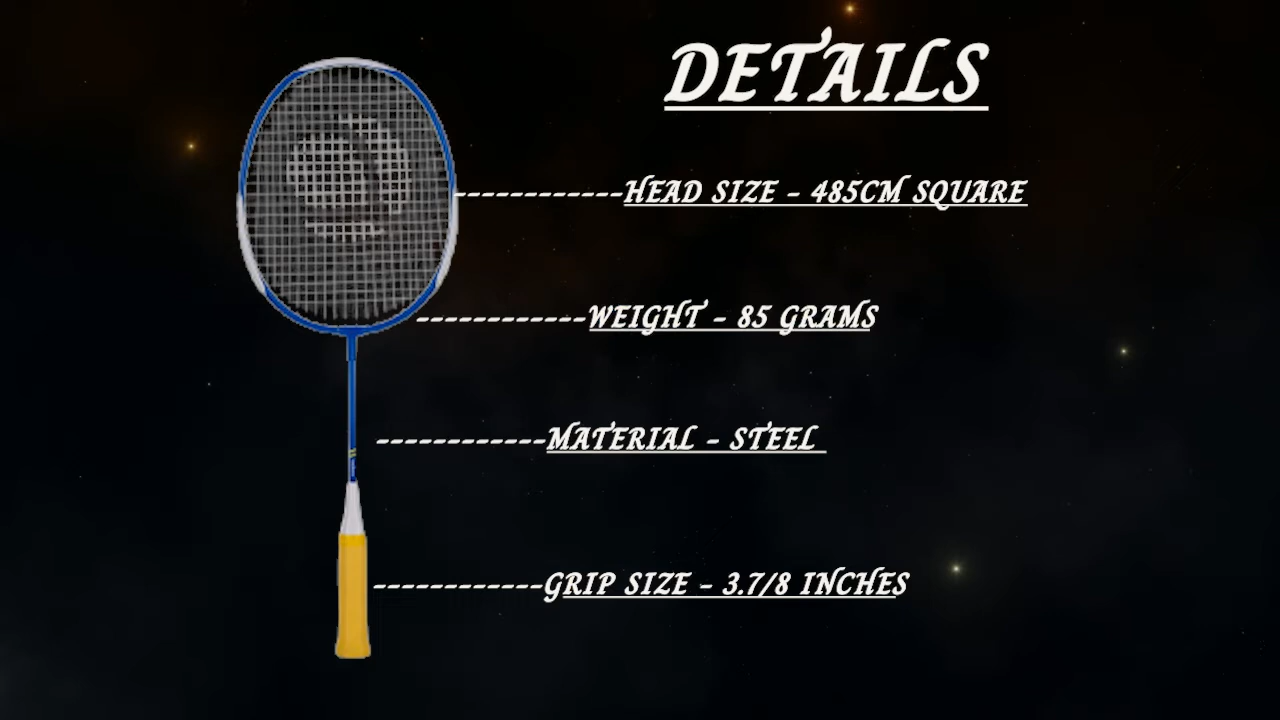 DETAILS
------------HEAD SIZE - 485CM SQUARE
------------WEIGHT - 85 GRAMS
------------MATERIAL - STEEL
------------GRIP SIZE - 3.7/8 INCHES